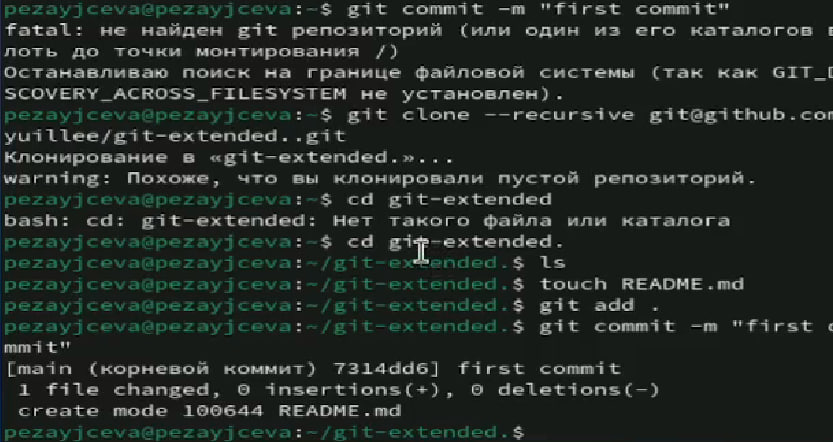 pezayjceva@pezayjceva:~$ git commit -m "first commit"
fatal: не найден git репозиторий (или один из его каталогов в
лоть до точки монтирования /)
Останавливаю поиск на границе файловой системы (так как GIT_D
SCOVERY_ACROSS_FILESYSTEM не установлен).
pezayjceva@pezayjceva:~$ git clone --recursive git@github.com
yuillee/git-extended..git
Клонирование в «git-extended.»...
warning: Похоже, что вы клонировали пустой репозиторий.
pezayjceva@pezayjceva:~$ cd git-extended
bash: cd: git-extended: Нет такого файла или каталога
pezayjceva@pezayjceva:~$ cd git-extended.
pezayjceva@pezayjceva:~/git-extended.$ ls
pezayjceva@pezayjceva:~/git-extended.$ touch README.md
pezayjceva@pezayjceva:~/git-extended.$ git add .
pezayjceva@pezayjceva:~/git-extended.$ git commit -m "first c
mmit"
[main (корневой коммит) 7314dd6] first commit
1 file changed, 0 insertions(+), 0 deletions(-)
create mode 100644 README.md
pezayjceva@pezayjceva:~/git-extended.$